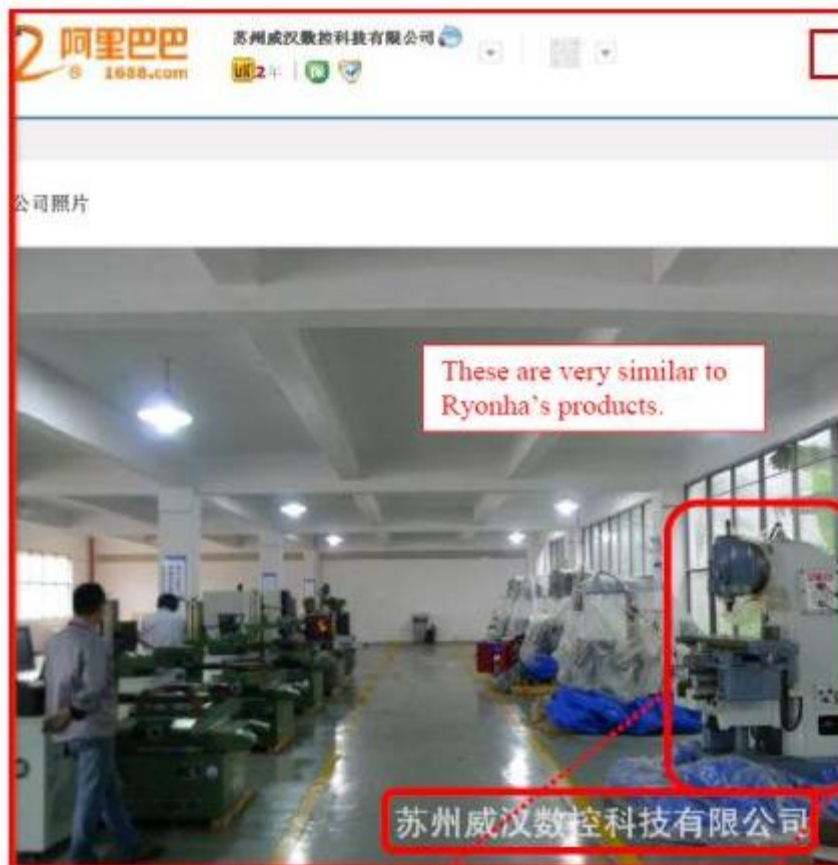 阿里巴巴
® 1688.com
苏州威汉数控科技有限公司
2年
公司照片
These are very similar to
Ryonha's products.
苏州威汉数控科技有限公司